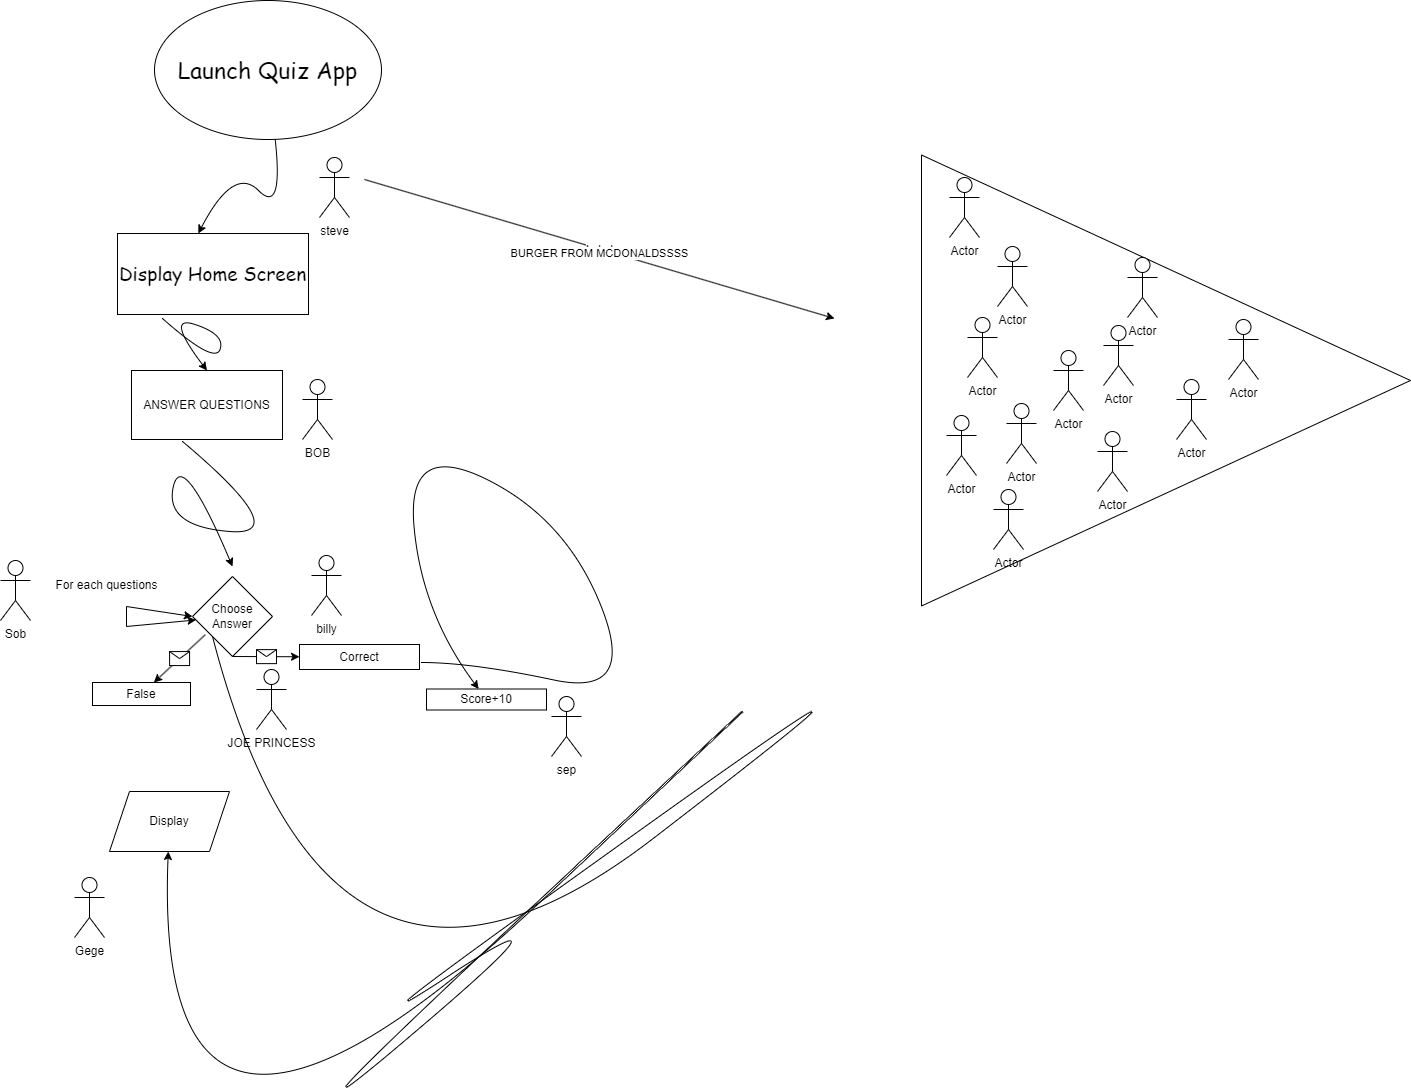 Launch Quiz App
steve
BURGER FROM MCDONALDSSSS
Display Home Screen
ANSWER QUESTIONS
BOB
For each questions
Sob
Choose
Answer
billy
Correct
False
JOE PRINCESS
Score+10
sep
Display
Gege
Actor
Actor
Actor
Actor
Actor
Actor
Actor
Actor
Actor
Actor
Actor
Actor